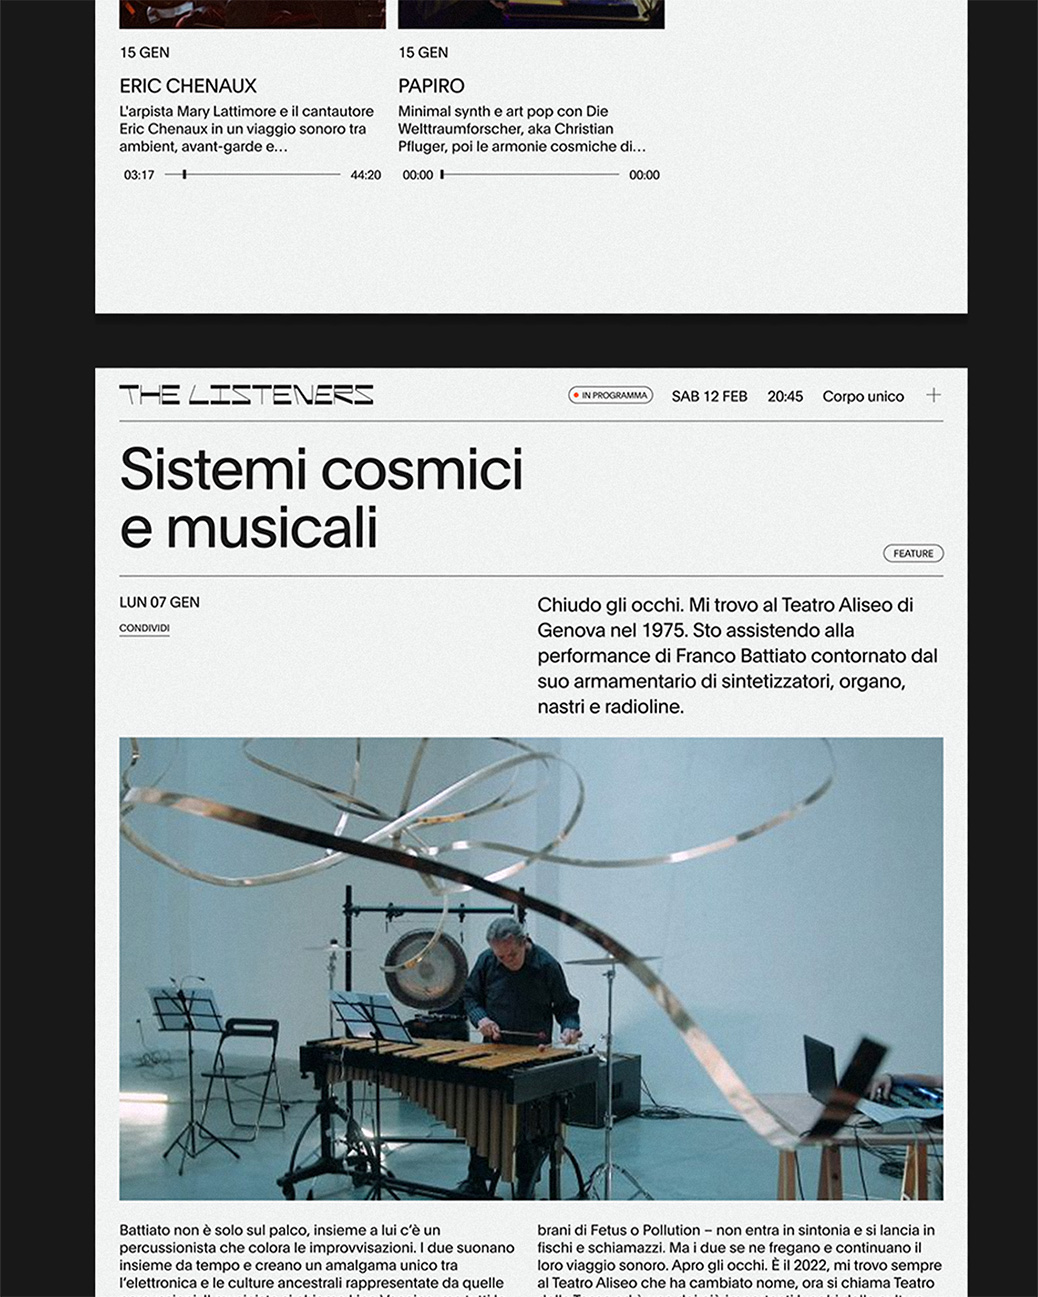 15 GEN
ERIC CHENAUX
L'arpista Mary Lattimore e il cantautore
Eric Chenaux in un viaggio sonoro tra
ambient, avant-garde e…
03:17 44:20
15 GEN
PAPIRO
Minimal synth e art pop con Die
Welttraumforscher, aka Christian
Pfluger, poi le armonie cosmiche di…
00:00 00:00
THE LISTENERS
IN PROGRAMMA SAB 12 FEB 20:45 Corpo unico
Sistemi cosmici
e musicali
FEATURE
LUN 07 GEN
CONDIVIDI
Chiudo gli occhi. Mi trovo al Teatro Aliseo di
Genova nel 1975. Sto assistendo alla
performance di Franco Battiato contornato dal
suo armamentario di sintetizzatori, organo,
nastri e radioline.
Battiato non è solo sul palco, insieme a lui c'è un
percussionista che colora le improvvisazioni. I due suonano
insieme da tempo e creano un amalgama unico tra
l'elettronica e le culture ancestrali rappresentate da quelle
brani di Fetus o Pollution – non entra in sintonia e si lancia in
fischi e schiamazzi. Ma i due se ne fregano e continuano il
loro viaggio sonoro. Apro gli occhi. È il 2022, mi trovo sempre
al Teatro Aliseo che ha cambiato nome, ora si chiama Teatro